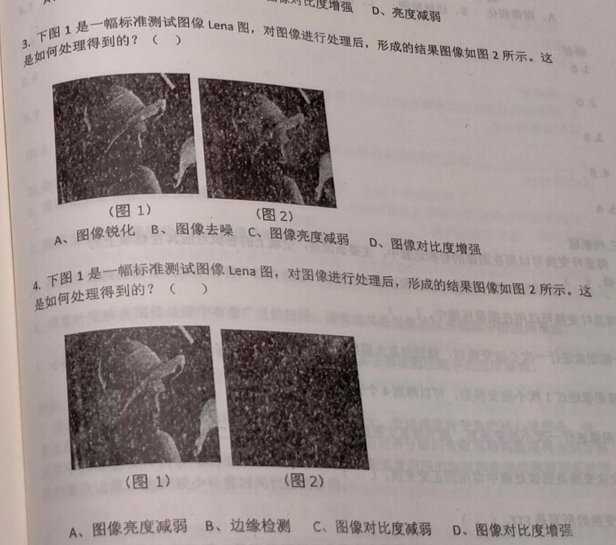 对比度增强 D、亮度减弱
3. 下图 1 是一幅标准测试图像 Lena 图，对图像进行处理后，形成的结果图像如图 2 所示。这
是如何处理得到的？（ ）
（图 1） （图 2）
A、图像锐化 B、图像去噪 C、图像亮度减弱 D、图像对比度增强
4. 下图 1 是一幅标准测试图像 Lena 图，对图像进行处理后，形成的结果图像如图 2 所示。这
是如何处理得到的？（ ）
（图 1） （图 2）
A、图像亮度减弱 B、边缘检测 C、图像对比度减弱 D、图像对比度增强